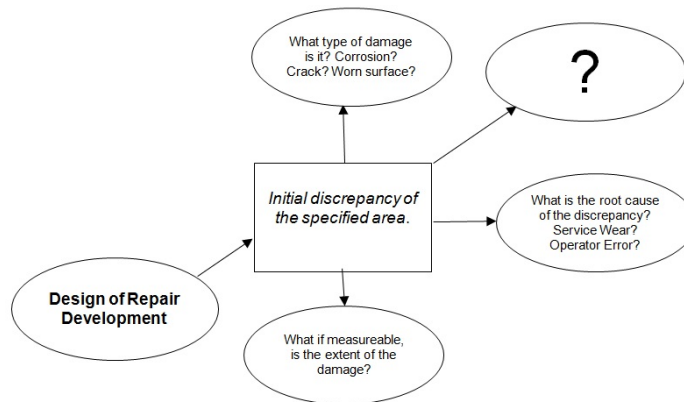 What type of damage
is it? Corrosion?
Crack? Worn surface?
?
Initial discrepancy of
the specified area.
What is the root cause
of the discrepancy?
Service Wear?
Operator Error?
Design of Repair
Development
What if measureable,
is the extent of the
damage?